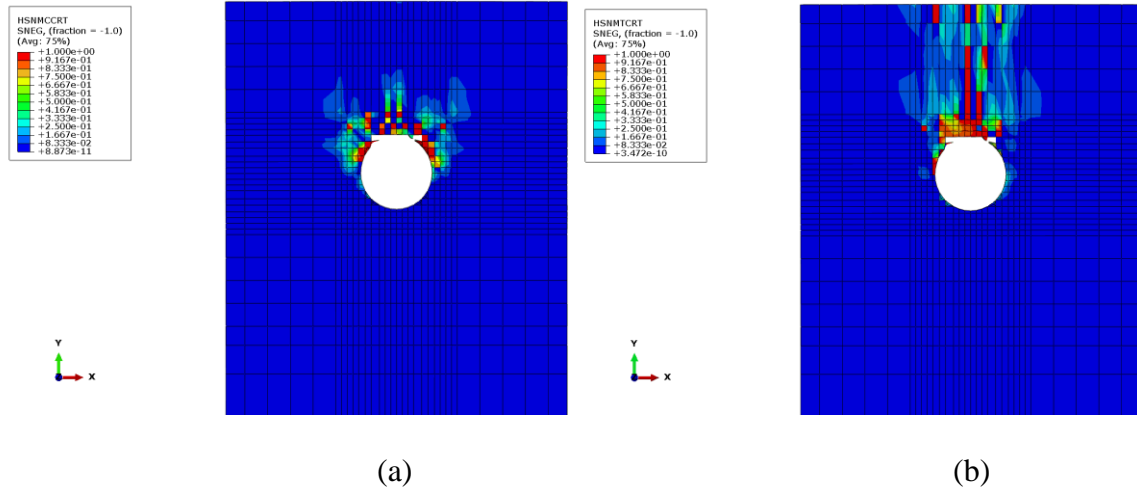 HSNMCCRT
SNEG, (fraction = -1.0)
(Avg: 75%)
+1.000e+00
+9.167e-01
+8.333e-01
+7.500e-01
+6.667e-01
+5.833e-01
+5.000e-01
+4.167e-01
+3.333e-01
+2.500e-01
+1.667e-01
+8.333e-02
+8.873e-11
Y
X
HSNMTCRT
SNEG, (fraction = -1.0)
(Avg: 75%)
+1.000e+00
+9.167e-01
+8.333e-01
+7.500e-01
+6.667e-01
+5.833e-01
+5.000e-01
+4.167e-01
+3.333e-01
+2.500e-01
+1.667e-01
+8.333e-02
+3.472e-10
Y
X
(a)
(b)